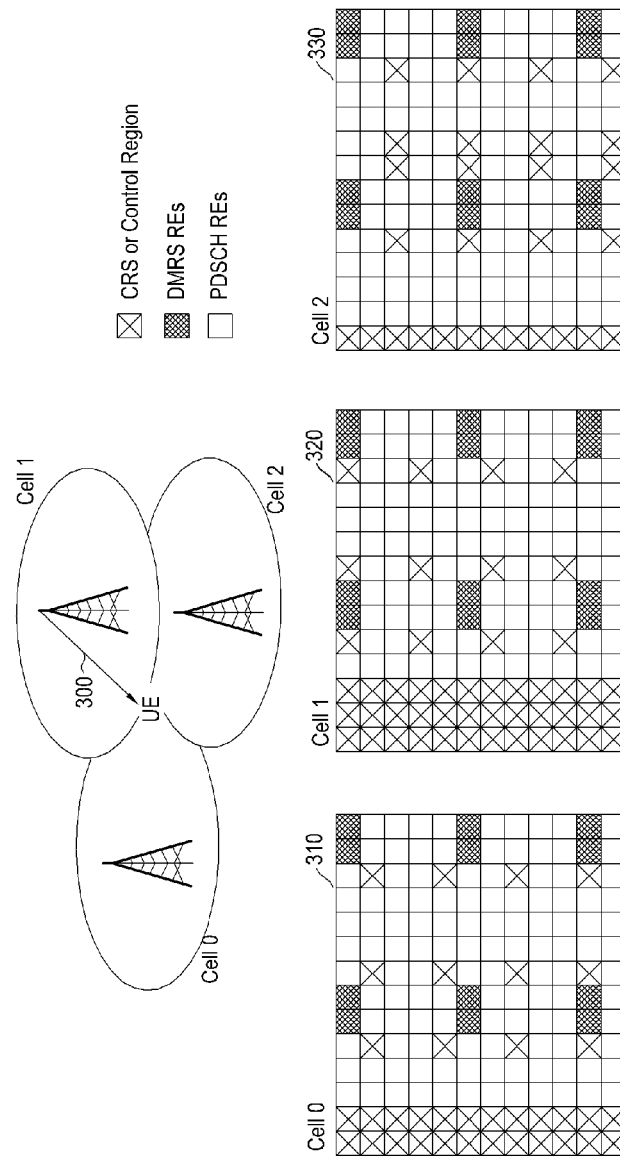 Cell 1
300
UE
Cell 0
Cell 2
CRS or Control Region
DMRS REs
PDSCH REs
Cell 0
310
Cell 1
320
Cell 2
330